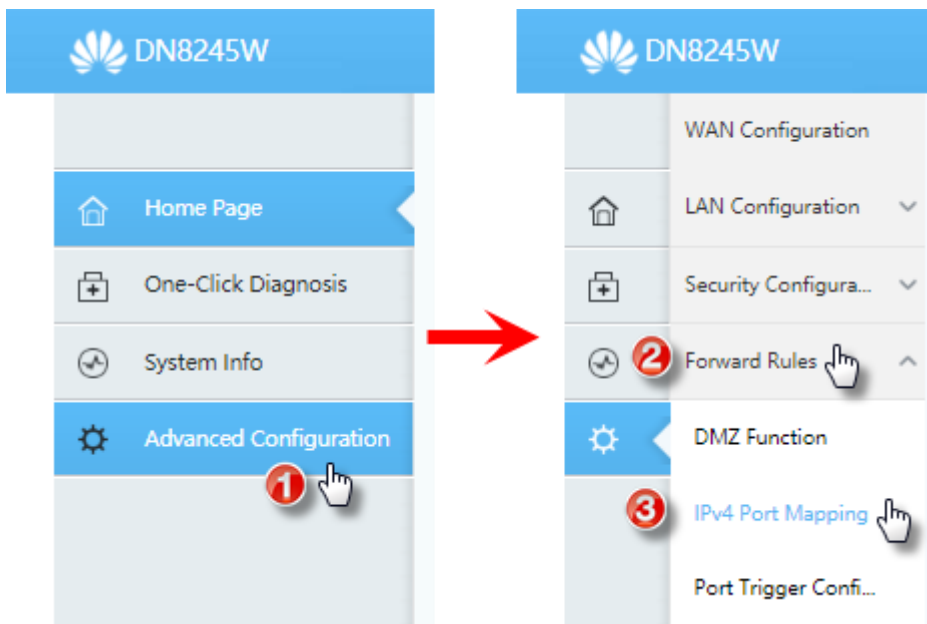 DN8245W
Home Page
One-Click Diagnosis
System Info
Advanced Configuration
1
DN8245W
WAN Configuration
LAN Configuration
Security Configura...
2 Forward Rules
DMZ Function
3 IPv4 Port Mapping
Port Trigger Confi...